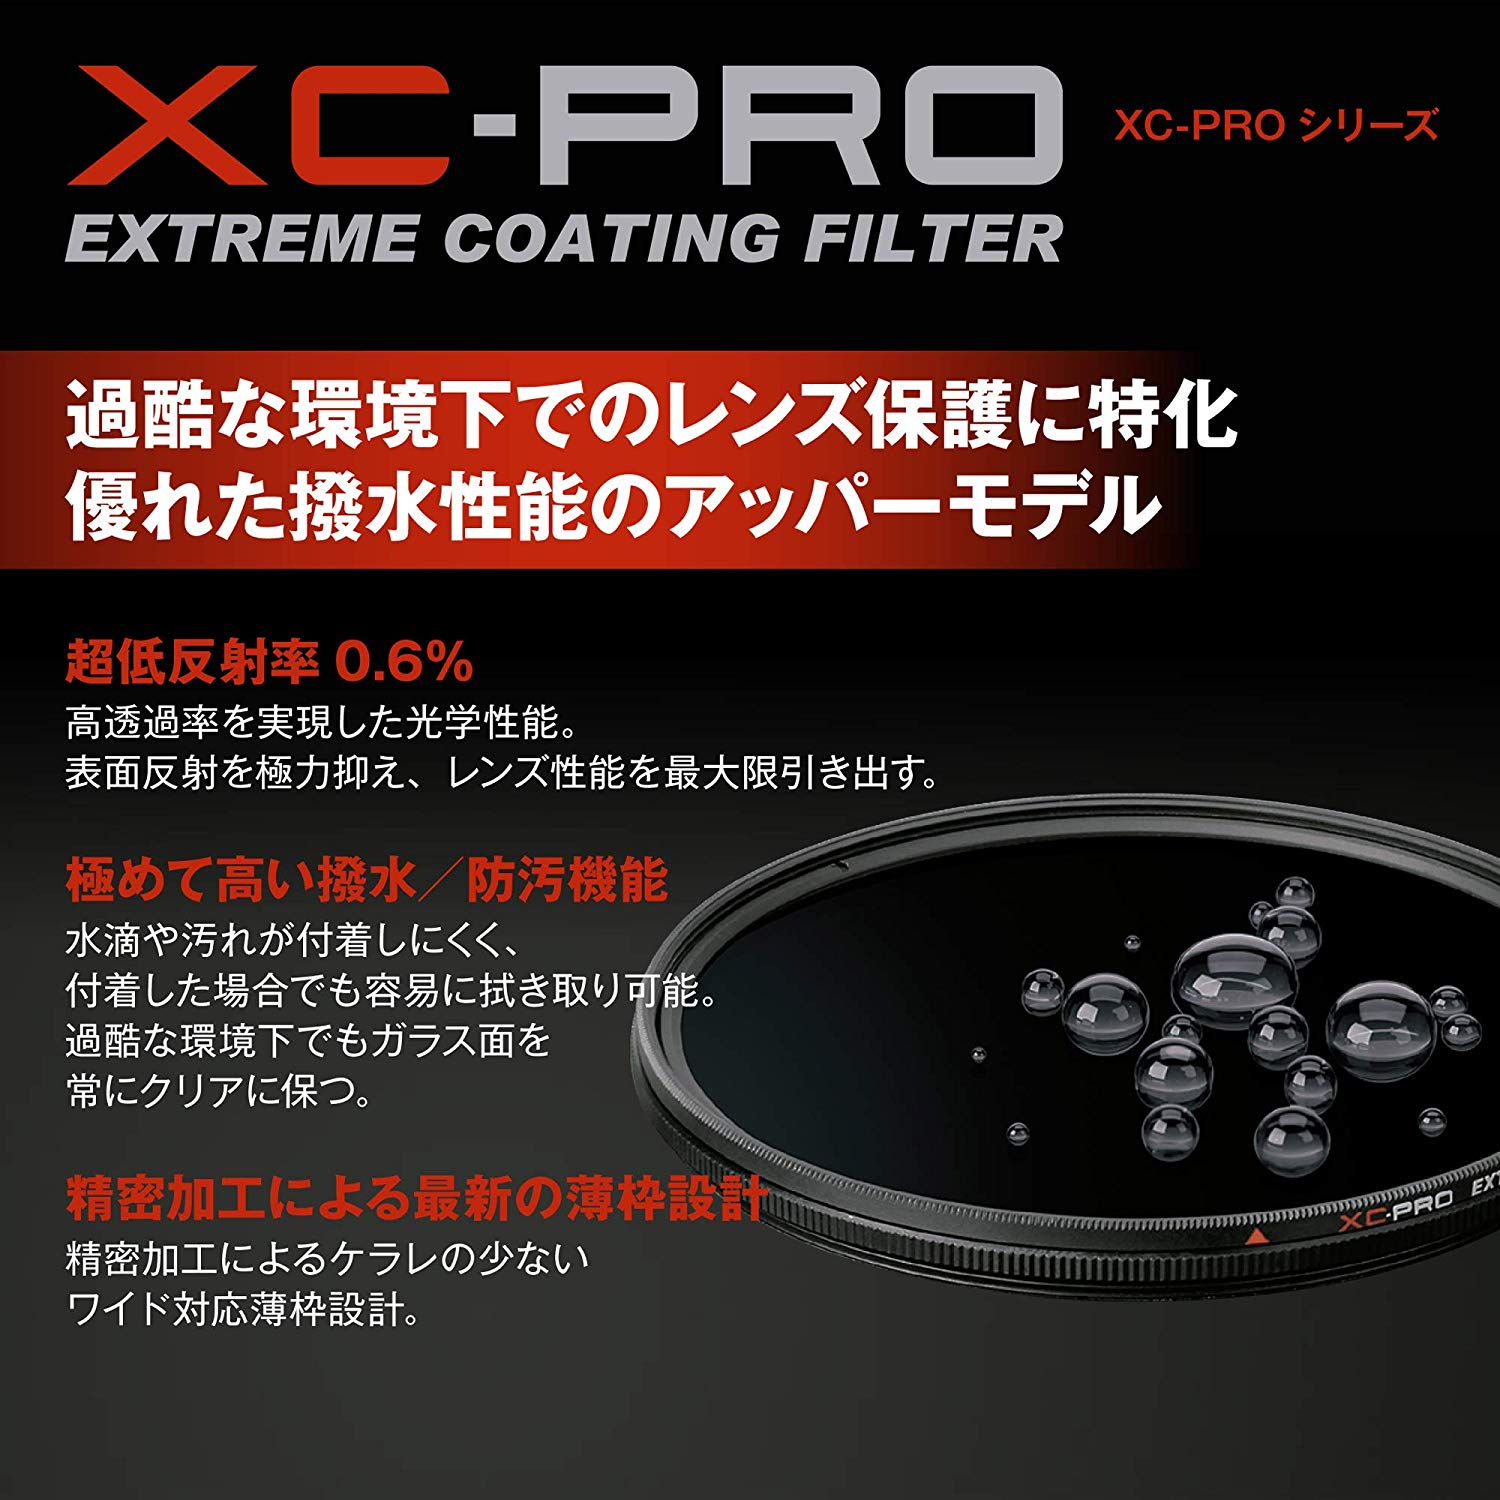 XC-PRO
XC-PRO シリーズ
EXTREME COATING FILTER
過酷な環境下でのレンズ保護に特化
優れた撥水性能のアッパーモデル
超低反射率 0.6%
高透過率を実現した光学性能。
表面反射を極力抑え、レンズ性能を最大限引き出す。
極めて高い撥水／防汚機能
水滴や汚れが付着しにくく、
付着した場合でも容易に拭き取り可能。
過酷な環境下でもガラス面を
常にクリアに保つ。
精密加工による最新の薄枠設計
精密加工によるケラレの少ない
ワイド対応薄枠設計。
XC-PRO EXT